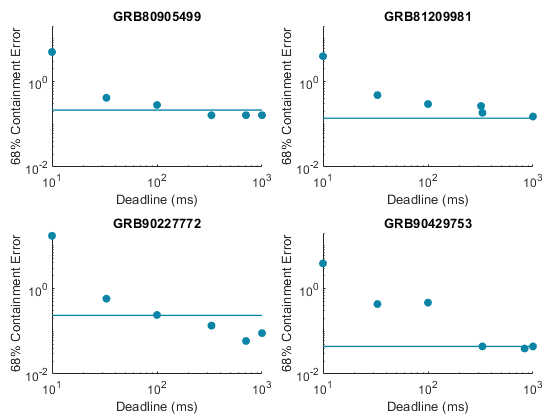 GRB80905499
68% Containment Error
10^0
10^-2
10^1
10^2
10^3
Deadline (ms)
GRB81209981
68% Containment Error
10^0
10^-2
10^1
10^2
10^3
Deadline (ms)
GRB90227772
68% Containment Error
10^0
10^-2
10^1
10^2
10^3
Deadline (ms)
GRB90429753
68% Containment Error
10^0
10^-2
10^1
10^2
10^3
Deadline (ms)